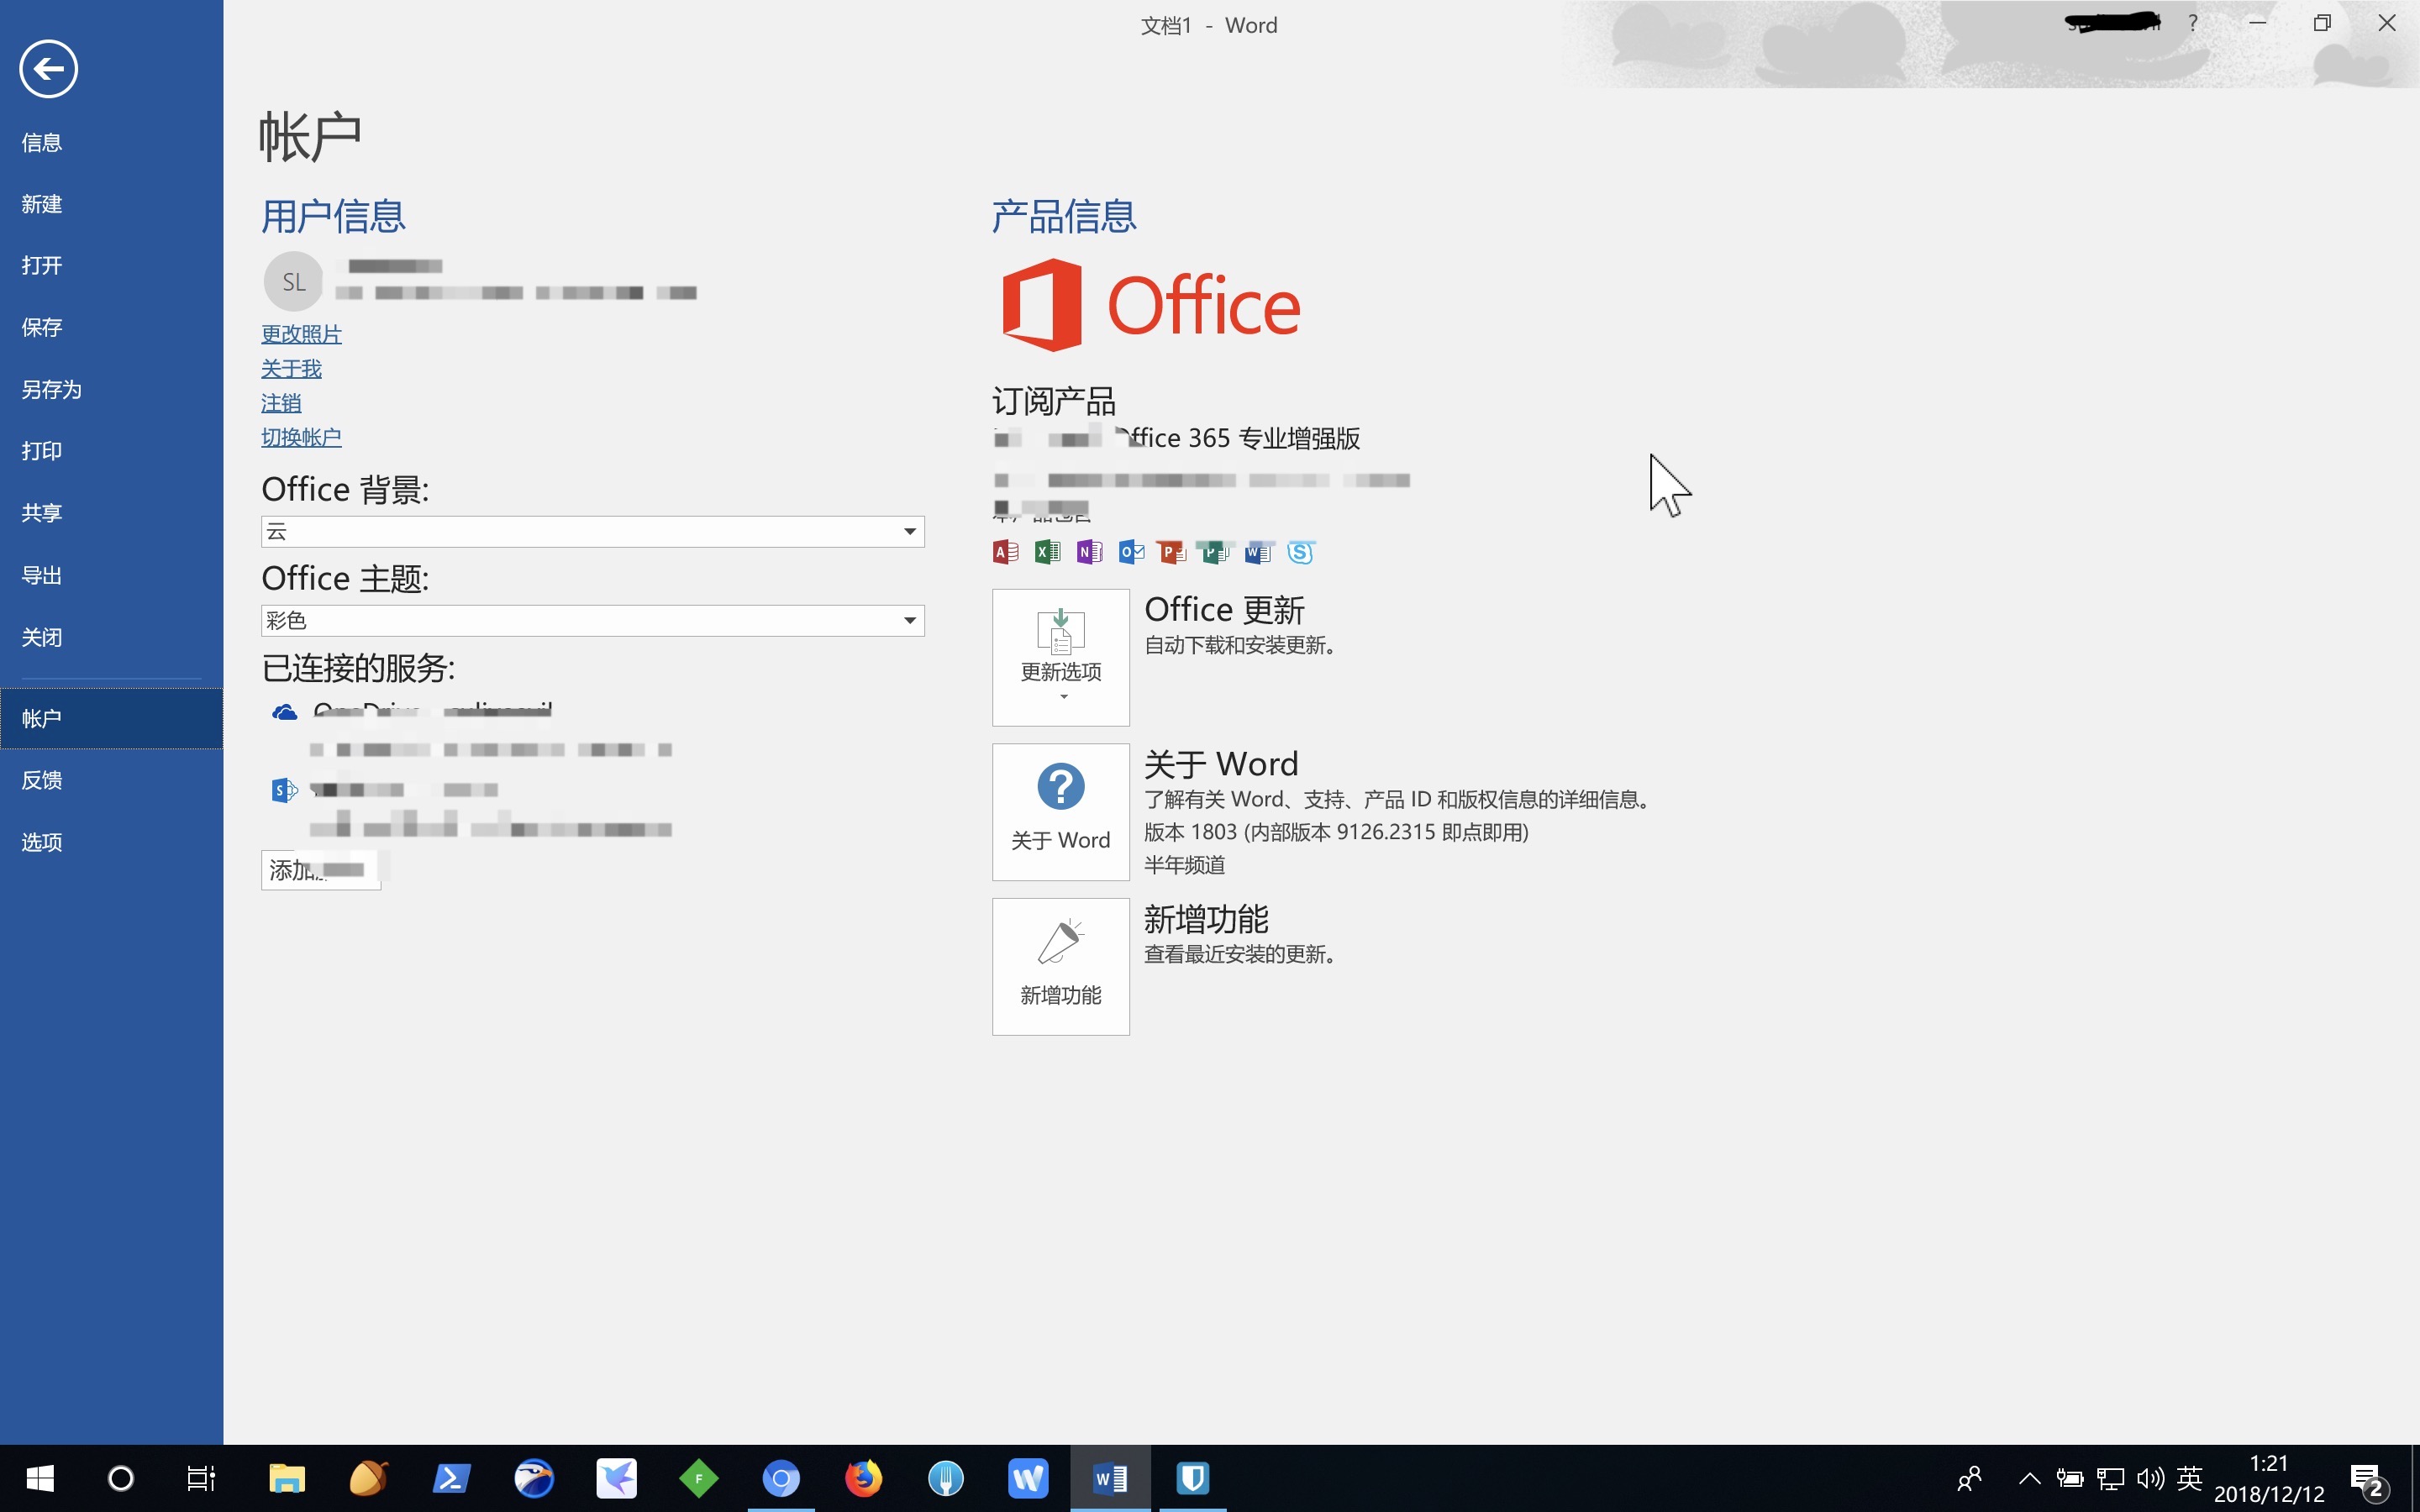 文档1 - Word
?
帐户
信息
新建
打开
保存
另存为
打印
共享
导出
关闭
帐户
反馈
选项
用户信息
SL
更改照片
关于我
注销
切换帐户
Office 背景:
云
Office 主题:
彩色
已连接的服务:
添加
产品信息
Office
订阅产品
Office 365 专业增强版
Office 更新
自动下载和安装更新。
更新选项
关于 Word
了解有关 Word、支持、产品 ID 和版权信息的详细信息。
版本 1803 (内部版本 9126.2315 即点即用)
半年频道
关于 Word
新增功能
查看最近安装的更新。
新增功能
英
1:21
2018/12/12
2